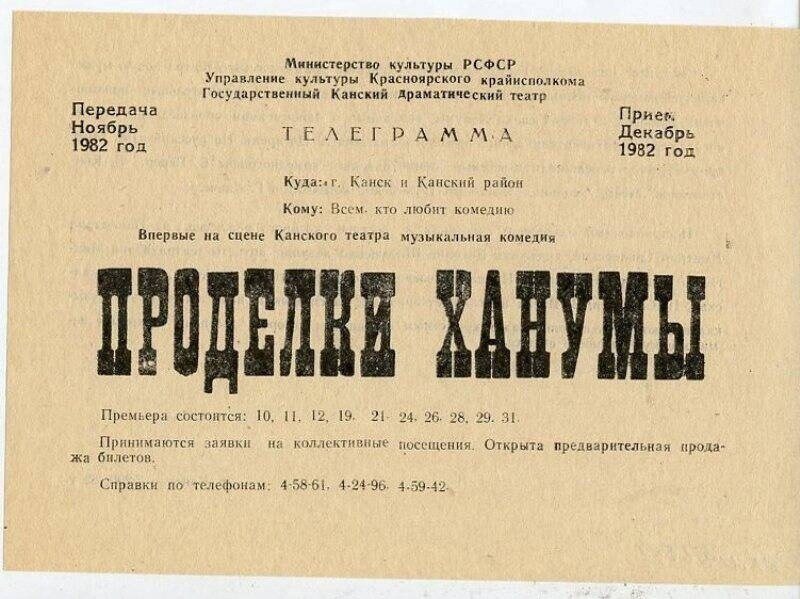 Министерство культуры РСФСР
Управление культуры Красноярского крайисполкома
Государственный Канский драматический театр
Передача
Ноябрь
1982 год
ТЕЛЕГРАММА
Прием
Декабрь
1982 год
Куда: г. Канск и Канский район
Кому: Всем, кто любит комедию
Впервые на сцене Канского театра музыкальная комедия
ПРОДЕЛКИ ХАНУМЫ
Премьера состоятся: 10, 11, 12, 19. 21. 24. 26. 28, 29. 31.
Принимаются заявки на коллективные посещения. Открыта предварительная прода-
жа билетов.
Справки по телефонам: 4-58-61, 4-24-96, 4-59-42.